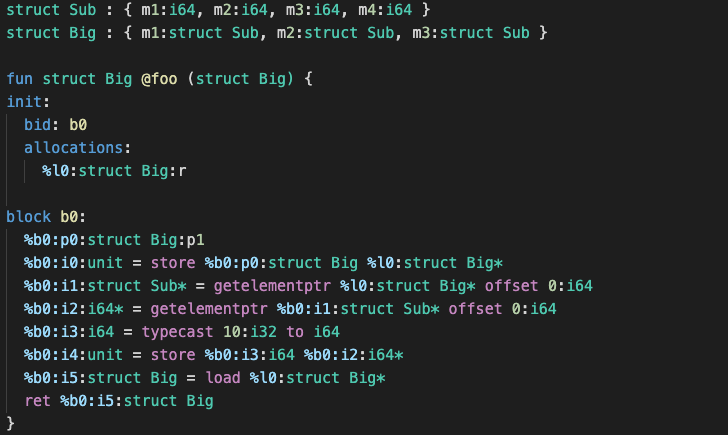 struct Sub : { m1:i64, m2:i64, m3:i64, m4:i64 }
struct Big : { m1:struct Sub, m2:struct Sub, m3:struct Sub }

fun struct Big @foo (struct Big) {
init:
  bid: b0
  allocations:
    %l0:struct Big:r

block b0:
  %b0:p0:struct Big:p1
  %b0:i0:unit = store %b0:p0:struct Big %l0:struct Big*
  %b0:i1:struct Sub* = getelementptr %l0:struct Big* offset 0:i64
  %b0:i2:i64* = getelementptr %b0:i1:struct Sub* offset 0:i64
  %b0:i3:i64 = typecast 10:i32 to i64
  %b0:i4:unit = store %b0:i3:i64 %b0:i2:i64*
  %b0:i5:struct Big = load %l0:struct Big*
  ret %b0:i5:struct Big
}